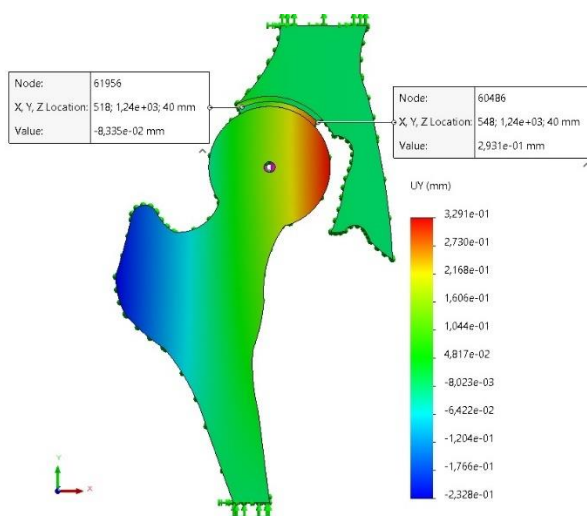 Node: 61956
X, Y, Z Location: 518; 1,24e+03; 40 mm
Value: -8,335e-02 mm
Node: 60486
X, Y, Z Location: 548; 1,24e+03; 40 mm
Value: 2,931e-01 mm
UY (mm)
3,291e-01
2,730e-01
2,168e-01
1,606e-01
1,044e-01
4,817e-02
-8,023e-03
-6,422e-02
-1,204e-01
-1,766e-01
-2,328e-01
Y
X